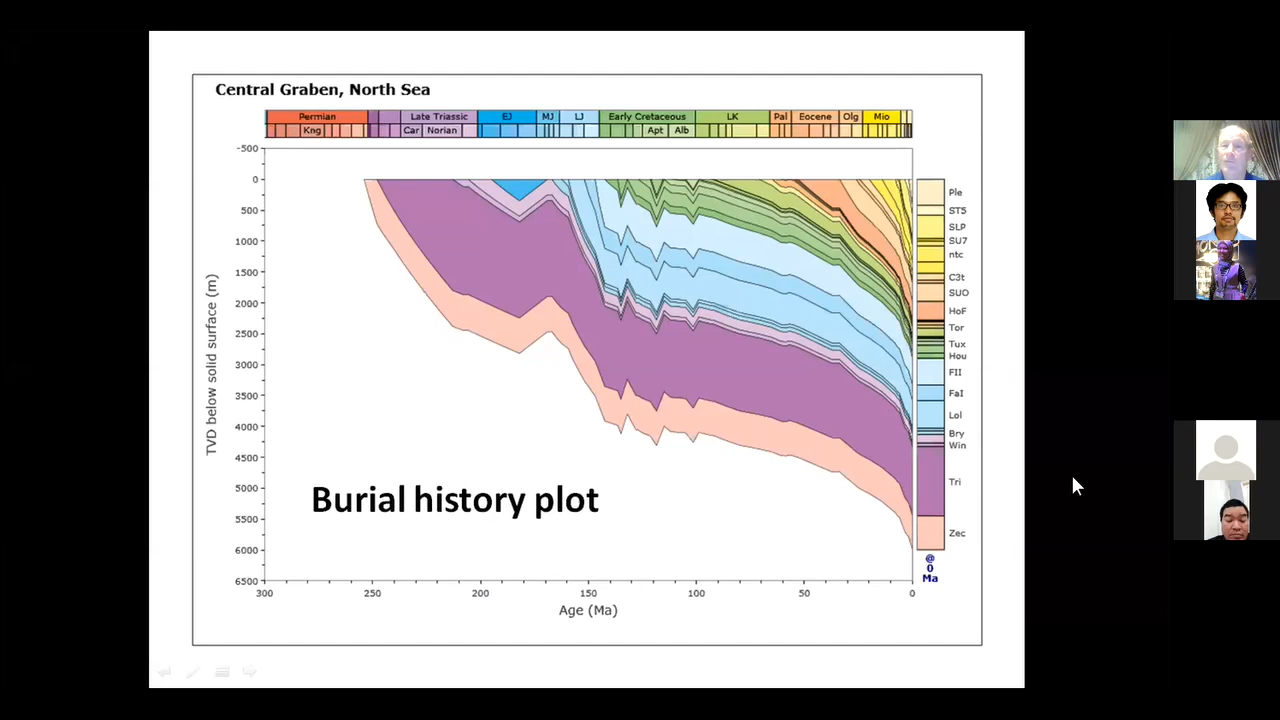 Central Graben, North Sea
Permian Late Triassic EJ MJ LJ Early Cretaceous LK Pal Eocene Olg Mio
Kng Car Norian Apt Alb
-500
0
500
1000
1500
2000
2500
3000
3500
4000
4500
5000
5500
6000
6500
TVD below solid surface (m)
300 250 200 150 100 50 0
Age (Ma)
Burial history plot
Ple
ST5
SLP
SU7
ntc
C3t
SUO
HoF
Tor
Tux
Hou
FII
FaI
Lol
Bry
Win
Tri
Zec
@
0
Ma